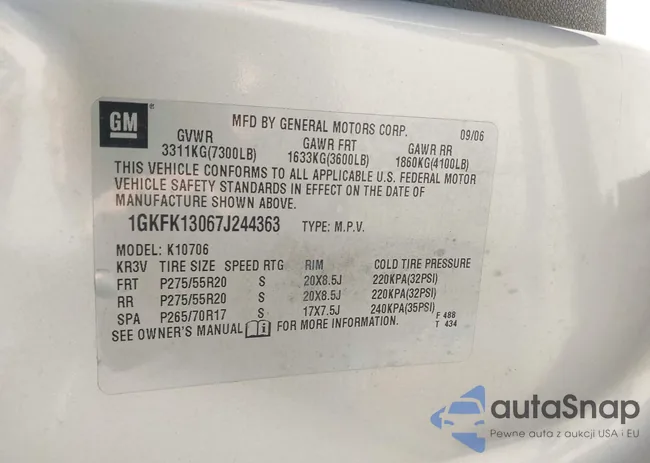 GM
MFD BY GENERAL MOTORS CORP. 09/06
GVWR GAWR FRT GAWR RR
3311KG(7300LB) 1633KG(3600LB) 1860KG(4100LB)
THIS VEHICLE CONFORMS TO ALL APPLICABLE U.S. FEDERAL MOTOR
VEHICLE SAFETY STANDARDS IN EFFECT ON THE DATE OF
MANUFACTURE SHOWN ABOVE.
1GKFK13067J244363 TYPE: M.P.V.
MODEL: K10706
KR3V TIRE SIZE SPEED RTG RIM COLD TIRE PRESSURE
FRT P275/55R20 S 20X8.5J 220KPA(32PSI)
RR P275/55R20 S 20X8.5J 220KPA(32PSI)
SPA P265/70R17 S 17X7.5J 240KPA(35PSI) F 488
SEE OWNER'S MANUAL FOR MORE INFORMATION. T 434
autaSnap
Pewne auta z aukcji USA i EU